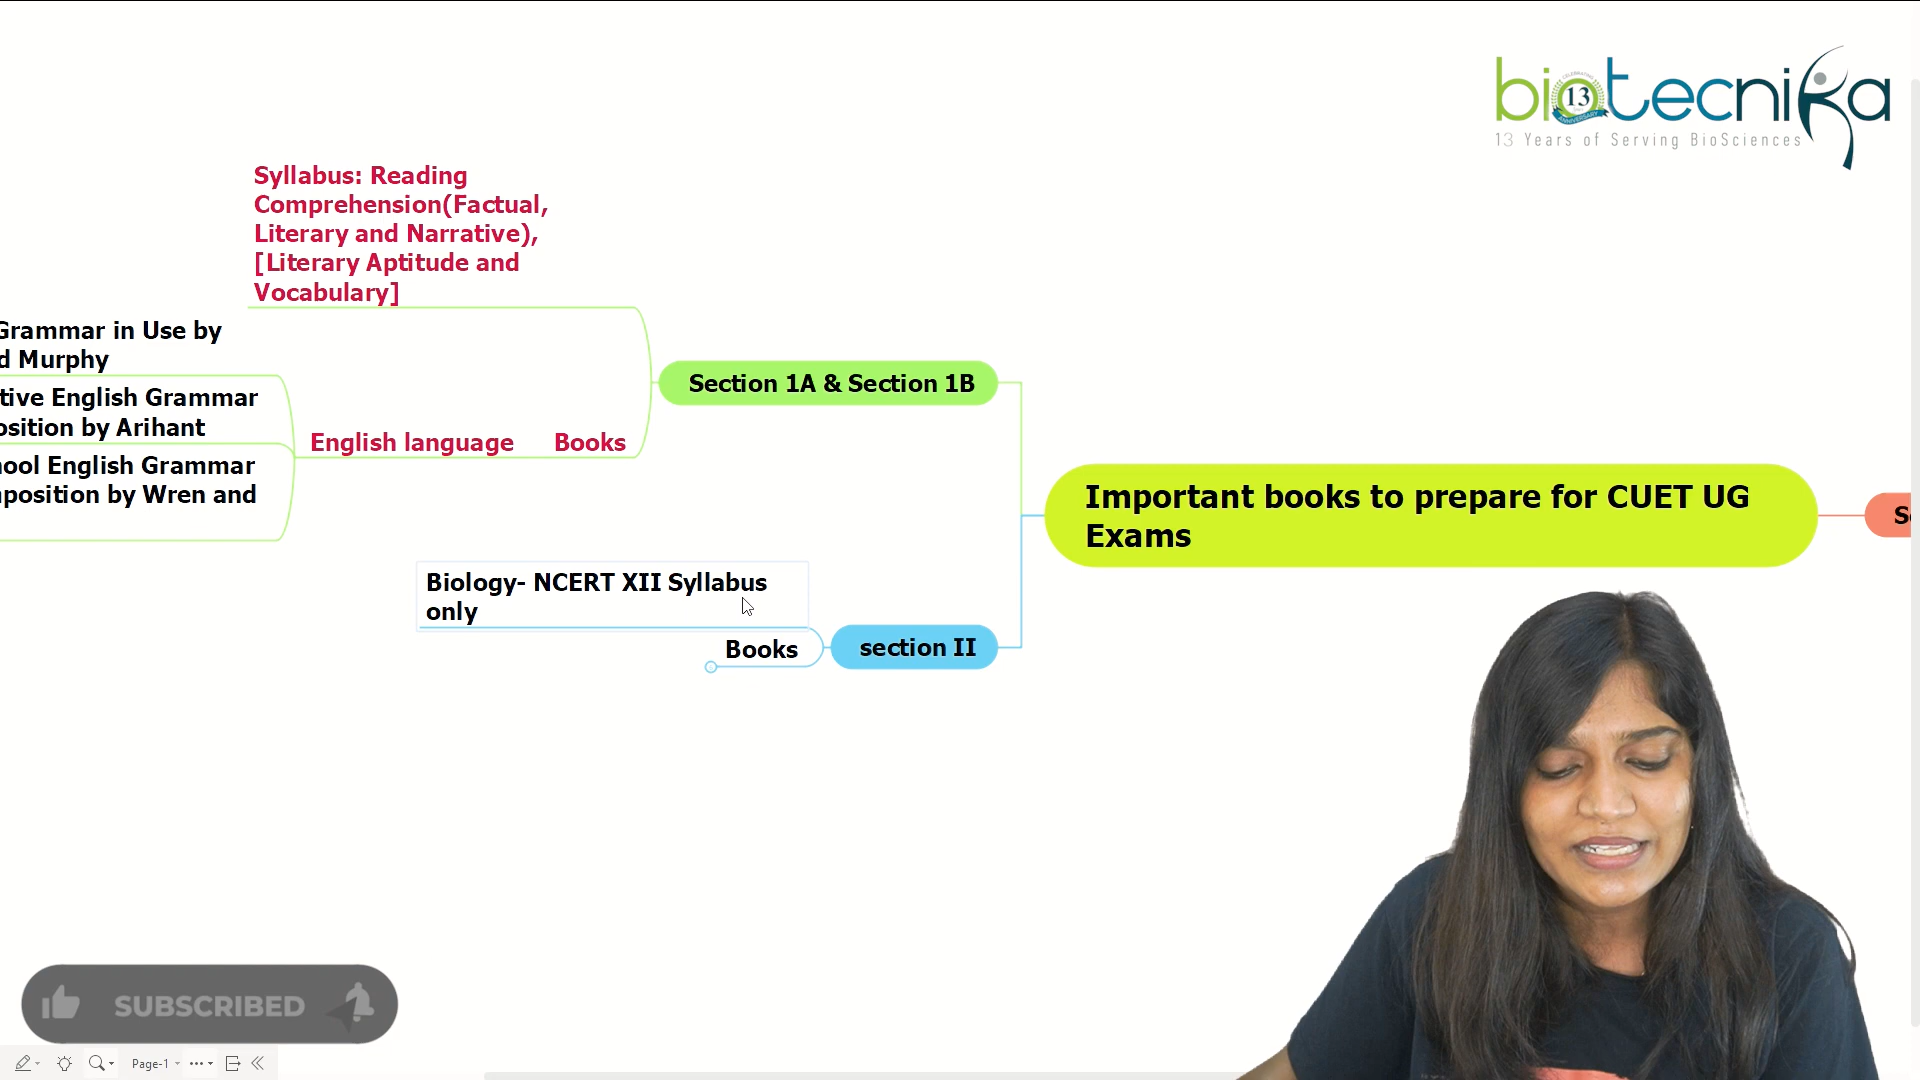 biotecnika
CELEBRATING
13
ANNIVERSARY
13 Years of Serving BioSciences
Syllabus: Reading
Comprehension(Factual,
Literary and Narrative),
[Literary Aptitude and
Vocabulary]
Grammar in Use by
d Murphy
tive English Grammar
osition by Arihant
ool English Grammar
position by Wren and
English language
Books
Section 1A & Section 1B
Important books to prepare for CUET UG
Exams
Biology- NCERT XII Syllabus
only
Books
section II
SUBSCRIBED
Page-1